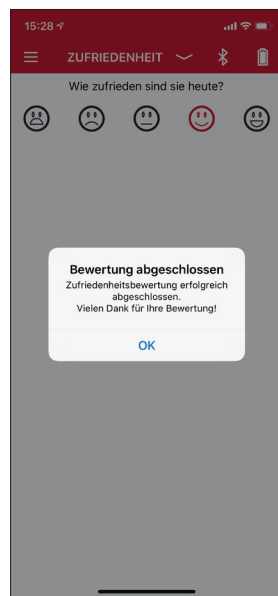 15:28
ZUFRIEDENHEIT
Wie zufrieden sind sie heute?
Bewertung abgeschlossen
Zufriedenheitsbewertung erfolgreich
abgeschlossen.
Vielen Dank für Ihre Bewertung!
OK